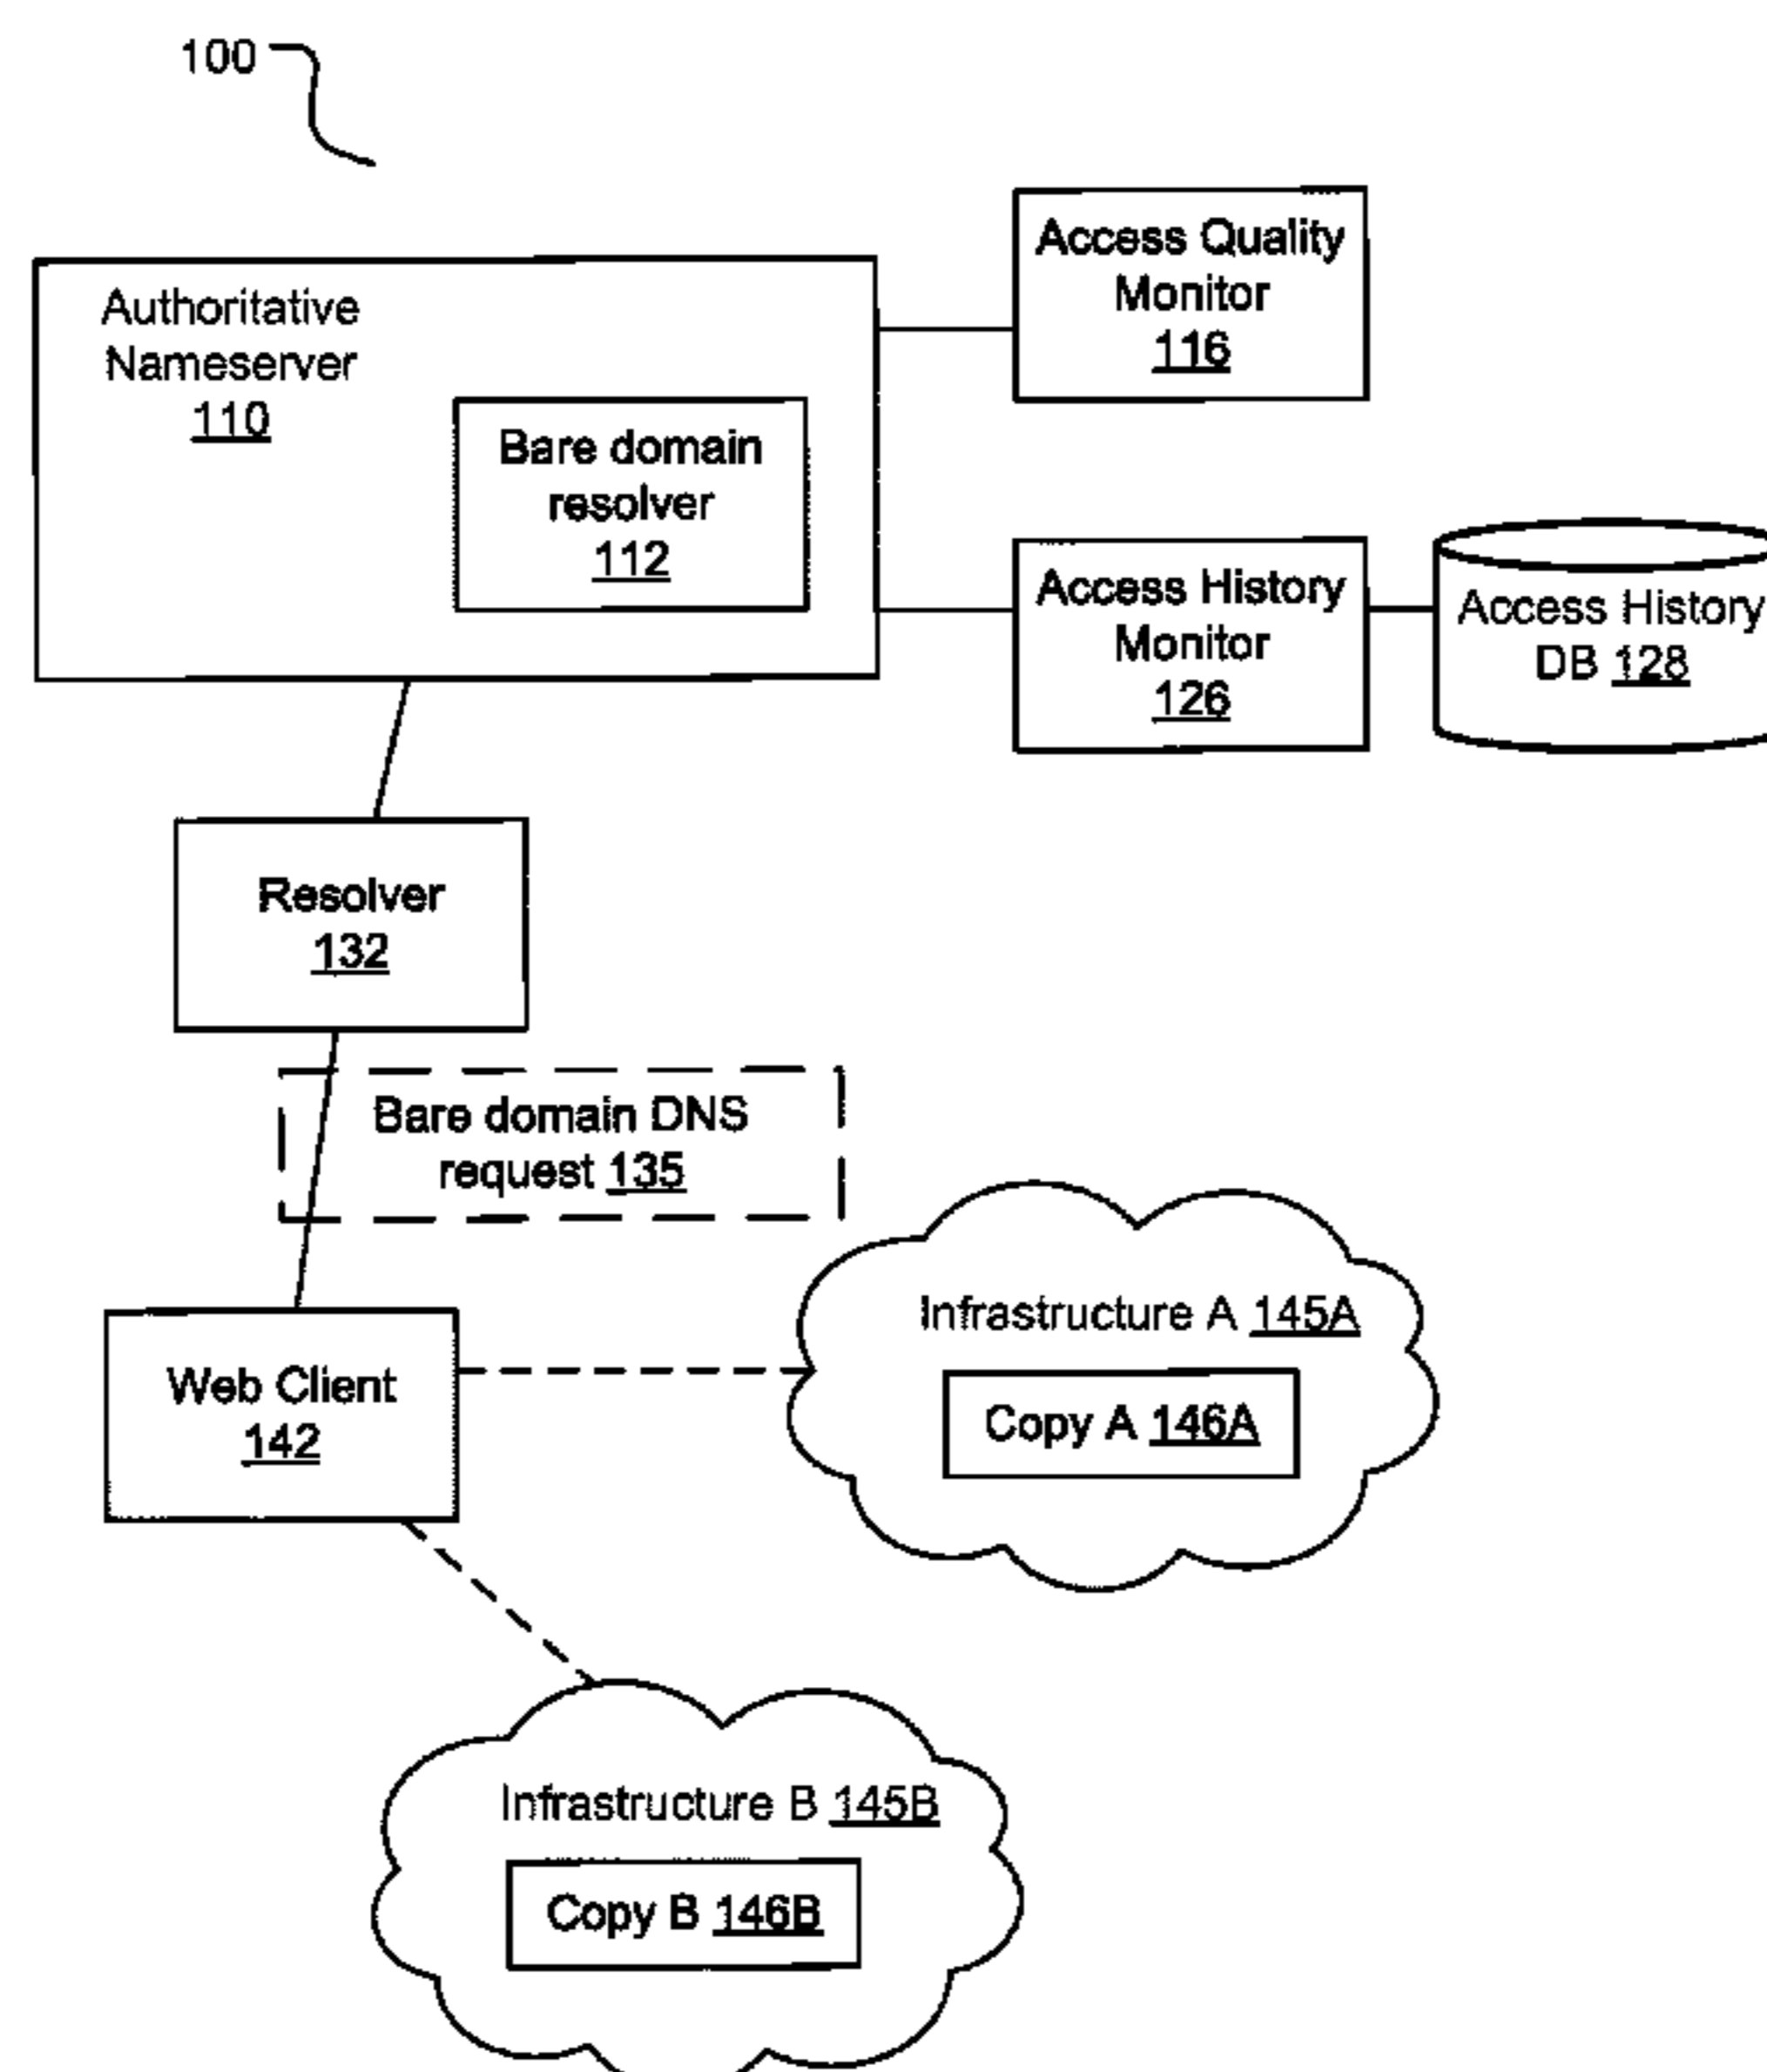 100
Authoritative
Nameserver
110
Bare domain
resolver
112
Access Quality
Monitor
116
Access History
Monitor
126
Access History
DB 128
Resolver
132
Bare domain DNS
request 135
Web Client
142
Infrastructure A 145A
Copy A 146A
Infrastructure B 145B
Copy B 146B